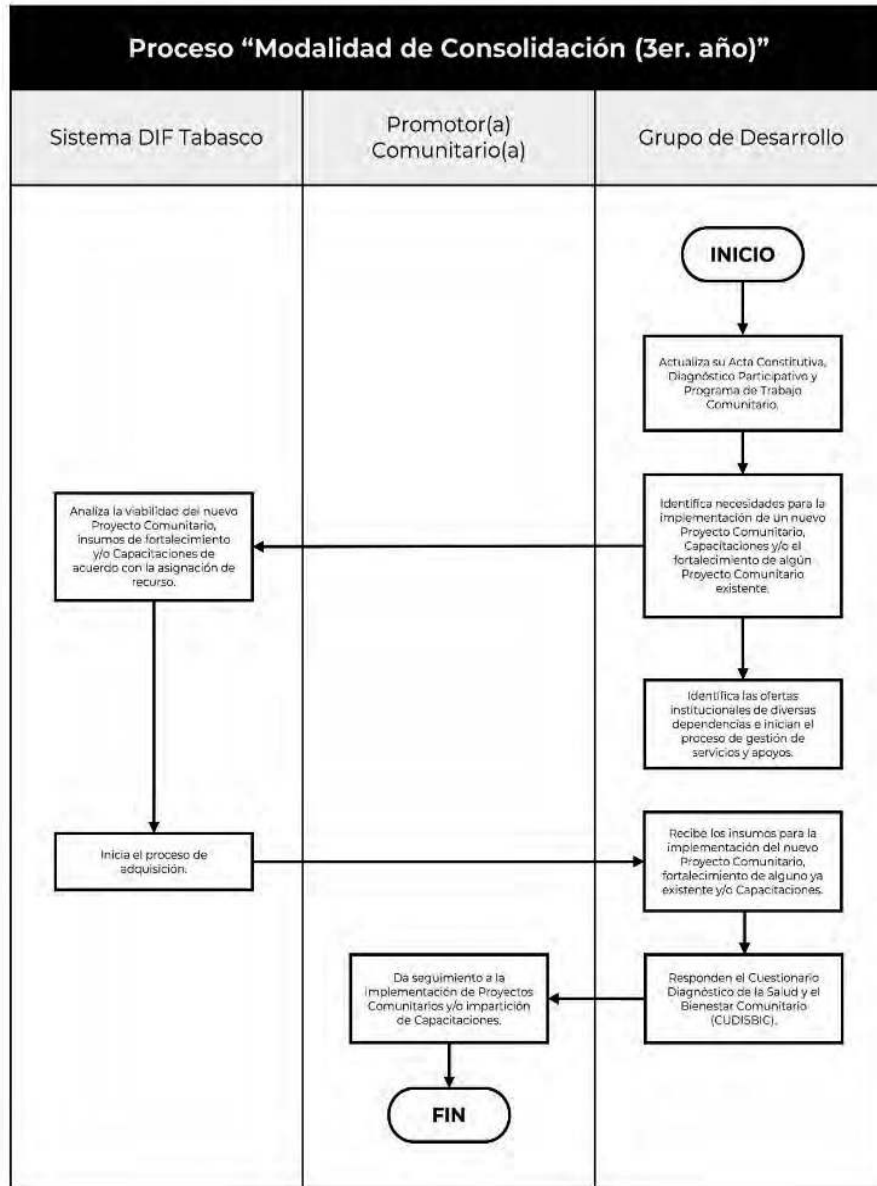 Proceso “Modalidad de Consolidación (3er. año)”
Sistema DIF Tabasco
Promotor(a)
Comunitario(a)
Grupo de Desarrollo
INICIO
Actualiza su Acta Constitutiva,
Diagnóstico Participativo y
Programa de Trabajo
Comunitario.
Identifica necesidades para la
implementación de un nuevo
Proyecto Comunitario,
Capacitaciones y/o el
fortalecimiento de algún
Proyecto Comunitario
existente.
Analiza la viabilidad del nuevo
Proyecto Comunitario,
insumos de fortalecimiento
y/o Capacitaciones de
acuerdo con la asignación de
recurso.
Identifica las ofertas
institucionales de diversas
dependencias e inician el
proceso de gestión de
servicios y apoyos.
Inicia el proceso de
adquisición.
Recibe los insumos para la
implementación del nuevo
Proyecto Comunitario,
fortalecimiento de alguno ya
existente y/o Capacitaciones.
Responden el Cuestionario
Diagnóstico de la Salud y el
Bienestar Comunitario
(CUDISBIC).
Da seguimiento a la
implementación de Proyectos
Comunitarios y/o impartición
de Capacitaciones.
FIN